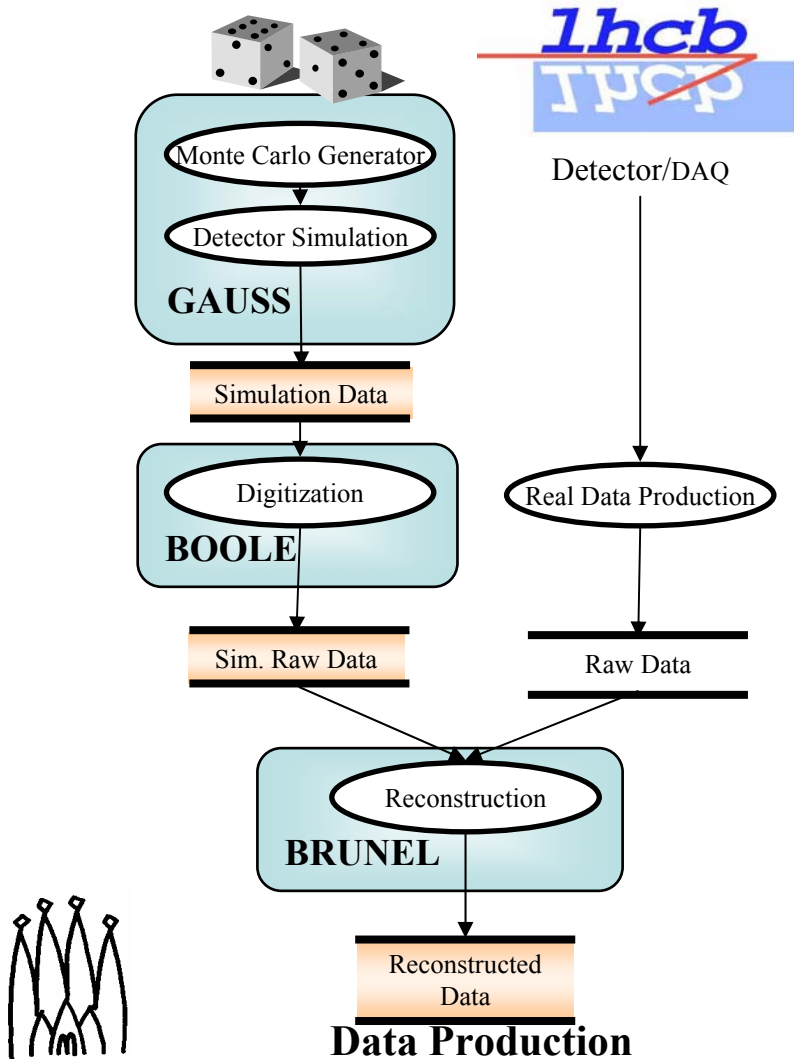 lhcb
lhcb
Monte Carlo Generator
Detector/DAQ
Detector Simulation
GAUSS
Simulation Data
Digitization
Real Data Production
BOOLE
Sim. Raw Data
Raw Data
Reconstruction
BRUNEL
Reconstructed
Data
Data Production